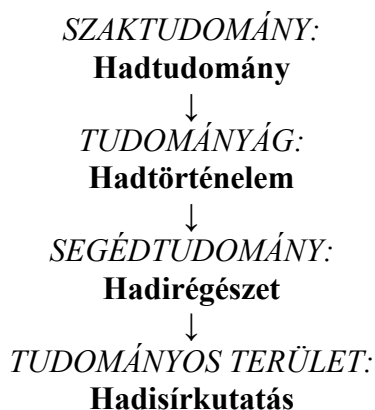 SZAKTUDOMÁNY:
Hadtudomány
↓
TUDOMÁNYÁG:
Hadtörténelem
↓
SEGÉDTUDOMÁNY:
Hadirégészet
↓
TUDOMÁNYOS TERÜLET:
Hadisírkutatás